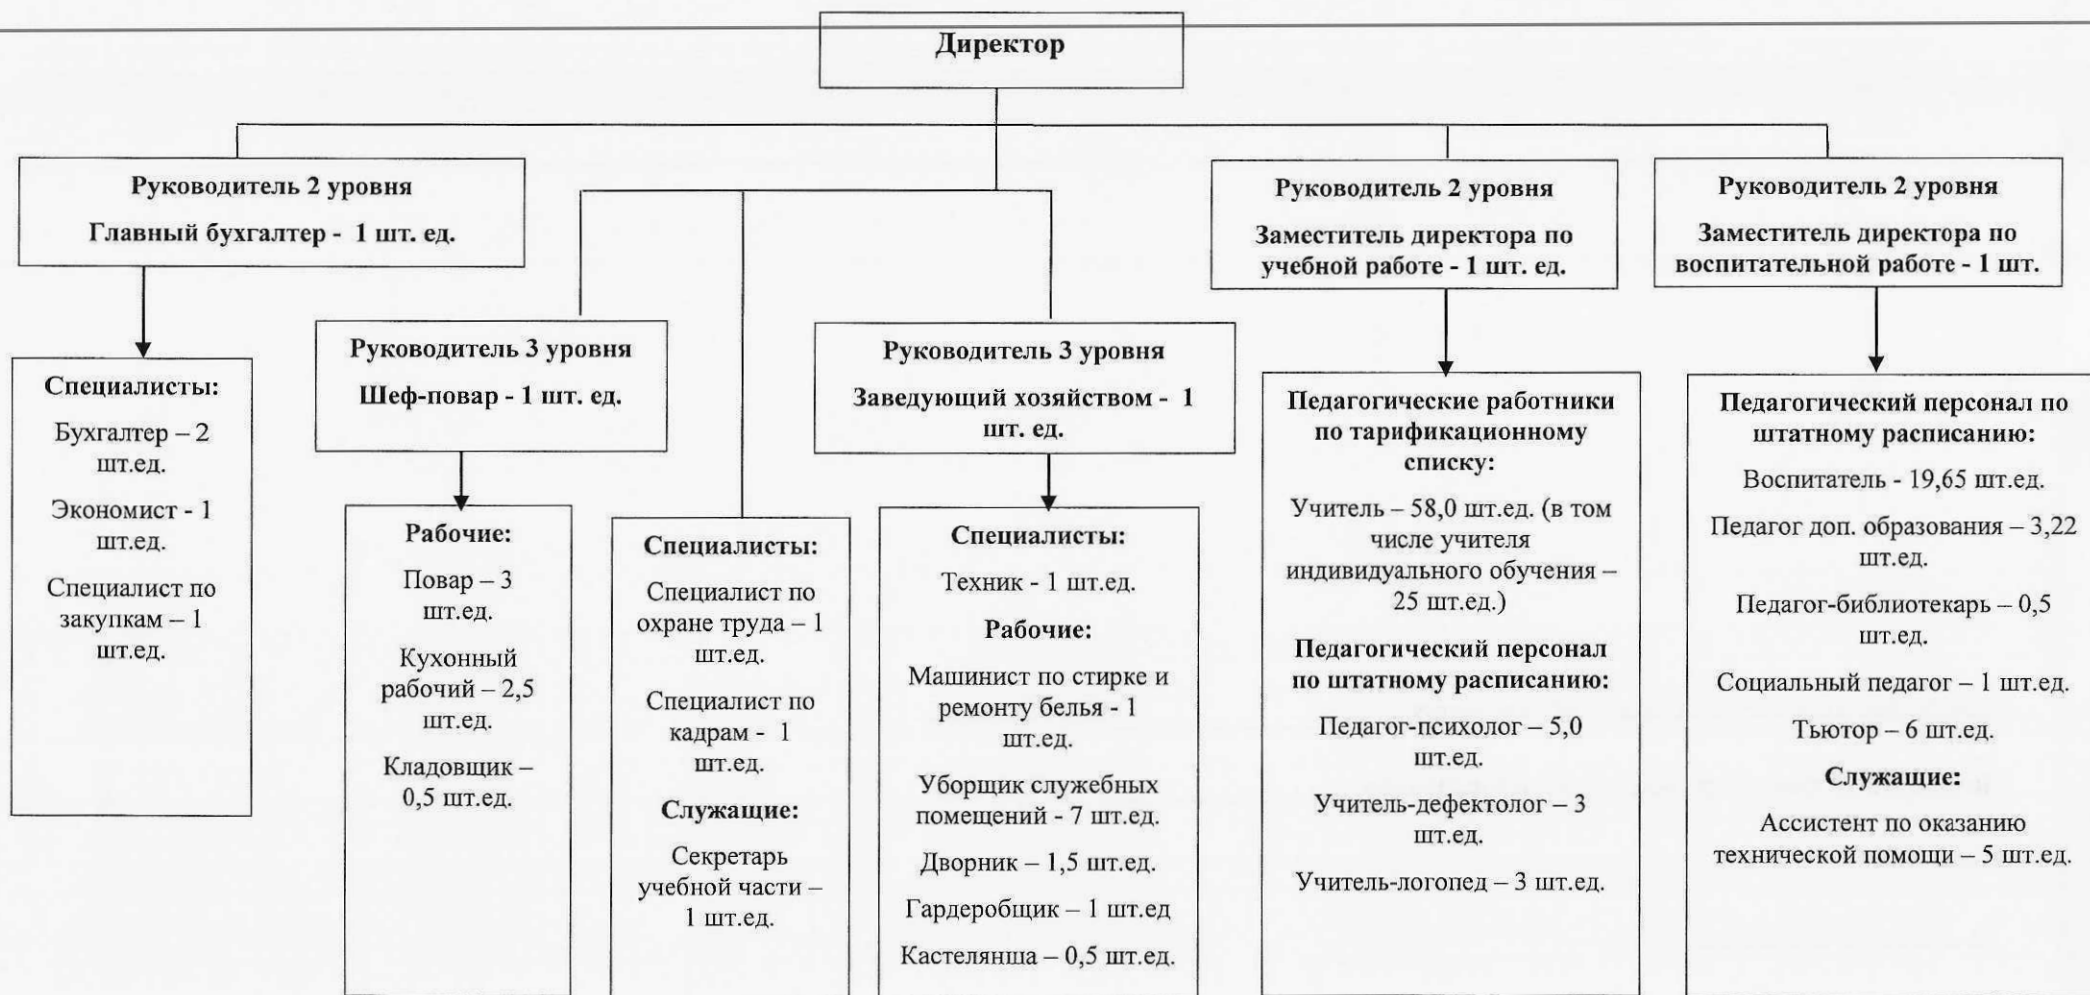 Директор
Руководитель 2 уровня
Главный бухгалтер - 1 шт. ед.
Специалисты:
Бухгалтер – 2
шт.ед.
Экономист - 1
шт.ед.
Специалист по
закупкам – 1
шт.ед.
Руководитель 3 уровня
Шеф-повар - 1 шт. ед.
Рабочие:
Повар – 3
шт.ед.
Кухонный
рабочий – 2,5
шт.ед.
Кладовщик –
0,5 шт.ед.
Специалисты:
Специалист по
охране труда – 1
шт.ед.
Специалист по
кадрам - 1
шт.ед.
Служащие:
Секретарь
учебной части –
1 шт.ед.
Руководитель 3 уровня
Заведующий хозяйством - 1
шт. ед.
Специалисты:
Техник - 1 шт.ед.
Рабочие:
Машинист по стирке и
ремонту белья - 1
шт.ед.
Уборщик служебных
помещений - 7 шт.ед.
Дворник – 1,5 шт.ед.
Гардеробщик – 1 шт.ед
Кастелянша – 0,5 шт.ед.
Руководитель 2 уровня
Заместитель директора по
учебной работе - 1 шт. ед.
Педагогические работники
по тарификационному
списку:
Учитель – 58,0 шт.ед. (в том
числе учителя
индивидуального обучения –
25 шт.ед.)
Педагогический персонал
по штатному расписанию:
Педагог-психолог – 5,0
шт.ед.
Учитель-дефектолог – 3
шт.ед.
Учитель-логопед – 3 шт.ед.
Руководитель 2 уровня
Заместитель директора по
воспитательной работе - 1 шт.
Педагогический персонал по
штатному расписанию:
Воспитатель - 19,65 шт.ед.
Педагог доп. образования – 3,22
шт.ед.
Педагог-библиотекарь – 0,5
шт.ед.
Социальный педагог – 1 шт.ед.
Тьютор – 6 шт.ед.
Служащие:
Ассистент по оказанию
технической помощи – 5 шт.ед.